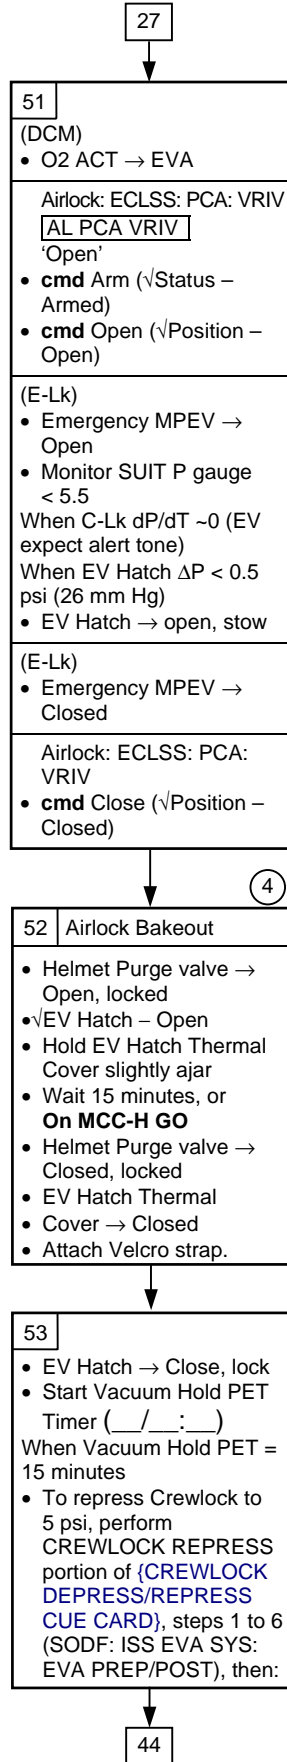 27
51
(DCM)
• O2 ACT → EVA
Airlock: ECLSS: PCA: VRIV
AL PCA VRIV
'Open'
• cmd Arm (√Status –
Armed)
• cmd Open (√Position –
Open)
(E-Lk)
• Emergency MPEV →
Open
• Monitor SUIT P gauge
< 5.5
When C-Lk dP/dT ~0 (EV
expect alert tone)
When EV Hatch ΔP < 0.5
psi (26 mm Hg)
• EV Hatch → open, stow
(E-Lk)
• Emergency MPEV →
Closed
Airlock: ECLSS: PCA:
VRIV
• cmd Close (√Position –
Closed)
4
52 Airlock Bakeout
• Helmet Purge valve →
Open, locked
•√EV Hatch – Open
• Hold EV Hatch Thermal
Cover slightly ajar
• Wait 15 minutes, or
On MCC-H GO
• Helmet Purge valve →
Closed, locked
• EV Hatch Thermal
• Cover → Closed
• Attach Velcro strap.
53
• EV Hatch → Close, lock
• Start Vacuum Hold PET
Timer (__/__:__)
When Vacuum Hold PET =
15 minutes
• To repress Crewlock to
5 psi, perform
CREWLOCK REPRESS
portion of {CREWLOCK
DEPRESS/REPRESS
CUE CARD}, steps 1 to 6
(SODF: ISS EVA SYS:
EVA PREP/POST), then:
44